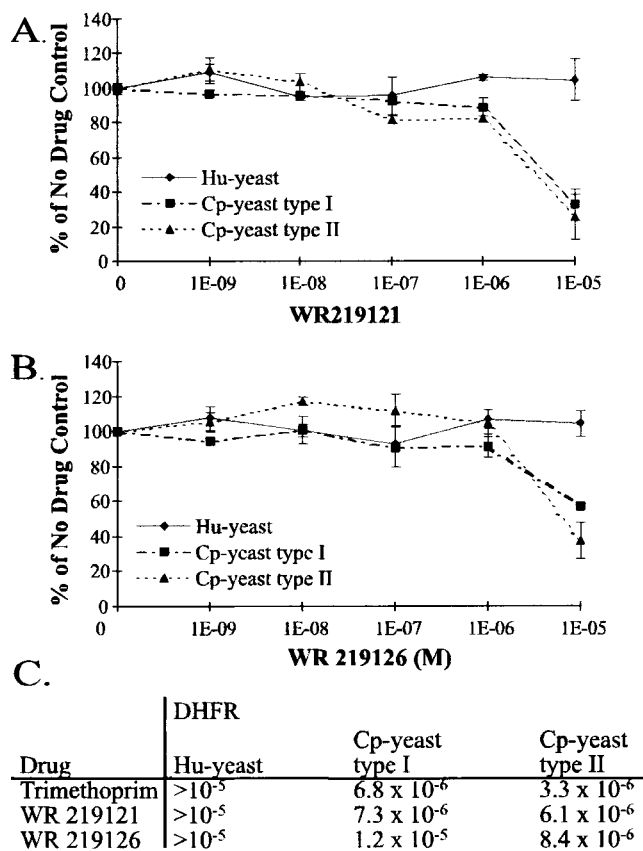 A.
% of No Drug Control
140
120
100
80
60
40
20
0
Hu-yeast
Cp-yeast type I
Cp-yeast type II
0 1E-09 1E-08 1E-07 1E-06 1E-05
WR219121
B.
% of No Drug Control
140
120
100
80
60
40
20
0
Hu-yeast
Cp-yeast type I
Cp-yeast type II
0 1E-09 1E-08 1E-07 1E-06 1E-05
WR 219126 (M)
C.
DHFR
Drug Hu-yeast Cp-yeast type I Cp-yeast type II
Trimethoprim >10⁻⁵ 6.8 x 10⁻⁶ 3.3 x 10⁻⁶
WR 219121 >10⁻⁵ 7.3 x 10⁻⁶ 6.1 x 10⁻⁶
WR 219126 >10⁻⁵ 1.2 x 10⁻⁵ 8.4 x 10⁻⁶